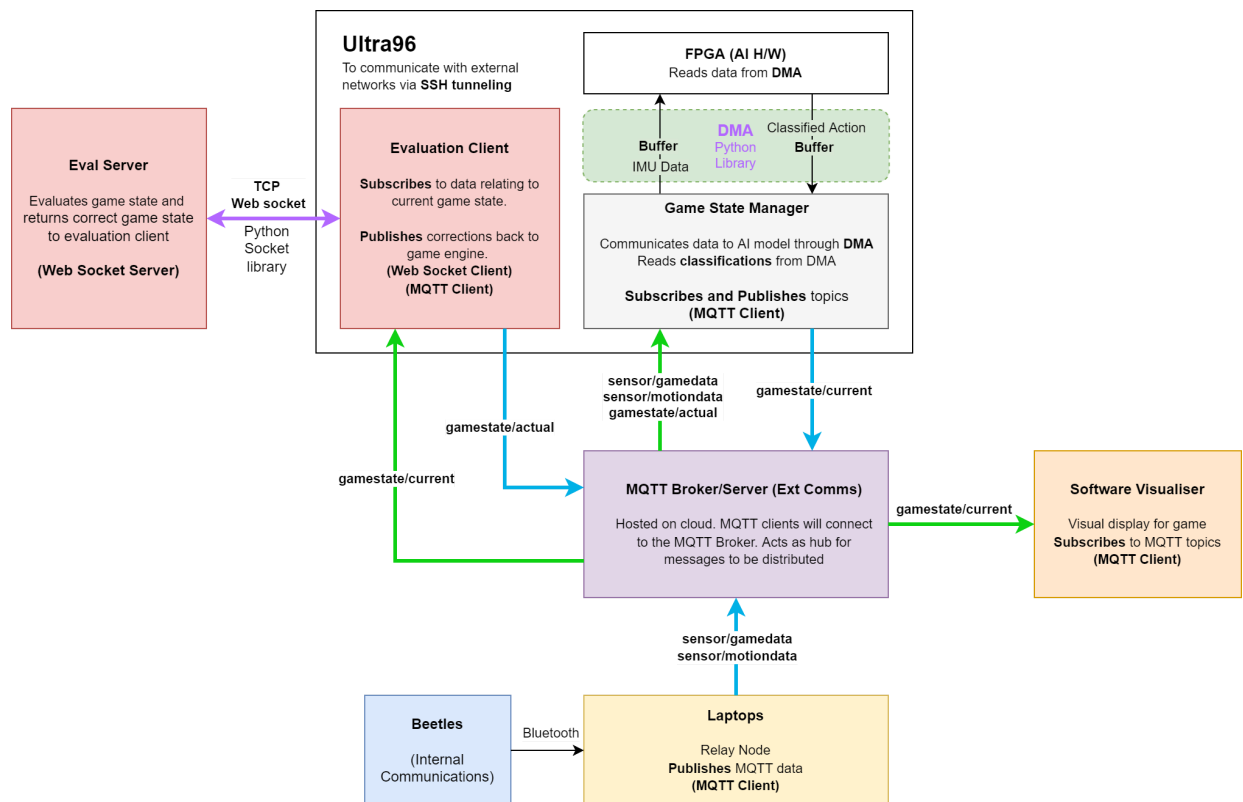 Ultra96
To communicate with external
networks via SSH tunneling
FPGA (AI H/W)
Reads data from DMA
Buffer
IMU Data
DMA
Python
Library
Classified Action
Buffer
Eval Server
Evaluates game state and
returns correct game state
to evaluation client
(Web Socket Server)
TCP
Web socket
Python
Socket
library
Evaluation Client
Subscribes to data relating to
current game state.
Publishes corrections back to
game engine.
(Web Socket Client)
(MQTT Client)
Game State Manager
Communicates data to AI model through DMA
Reads classifications from DMA
Subscribes and Publishes topics
(MQTT Client)
sensor/gamedata
sensor/motiondata
gamestate/actual
gamestate/current
gamestate/actual
gamestate/current
MQTT Broker/Server (Ext Comms)
Hosted on cloud. MQTT clients will connect
to the MQTT Broker. Acts as hub for
messages to be distributed
gamestate/current
Software Visualiser
Visual display for game
Subscribes to MQTT topics
(MQTT Client)
sensor/gamedata
sensor/motiondata
Beetles
(Internal
Communications)
Bluetooth
Laptops
Relay Node
Publishes MQTT data
(MQTT Client)